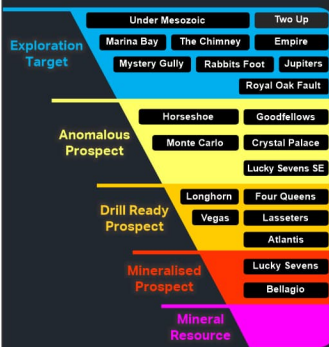 Under Mesozoic
Two Up
Exploration
Target
Marina Bay
The Chimney
Empire
Mystery Gully
Rabbits Foot
Jupiters
Royal Oak Fault
Anomalous
Prospect
Horseshoe
Goodfellows
Monte Carlo
Crystal Palace
Lucky Sevens SE
Drill Ready
Prospect
Longhorn
Four Queens
Vegas
Lasseters
Atlantis
Mineralised
Prospect
Lucky Sevens
Bellagio
Mineral
Resource